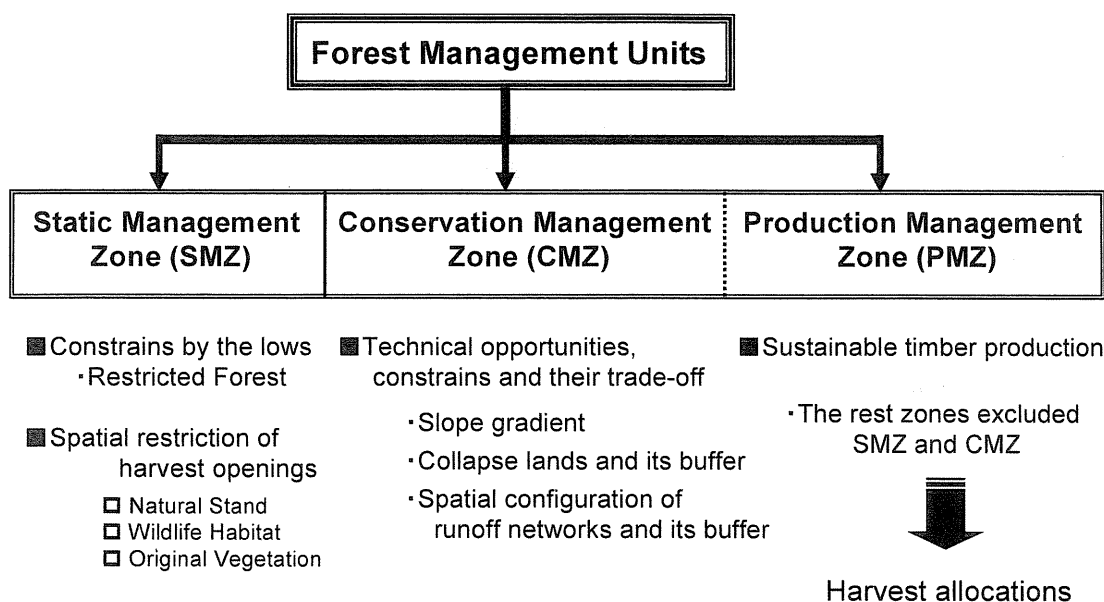 Forest Management Units
Static Management
Zone (SMZ)
Conservation Management
Zone (CMZ)
Production Management
Zone (PMZ)
■Constrains by the lows
・Restricted Forest
■Spatial restriction of
harvest openings
□ Natural Stand
□ Wildlife Habitat
□ Original Vegetation
■Technical opportunities,
constrains and their trade-off
・Slope gradient
・Collapse lands and its buffer
・Spatial configuration of
runoff networks and its buffer
■Sustainable timber production
・The rest zones excluded
SMZ and CMZ
Harvest allocations